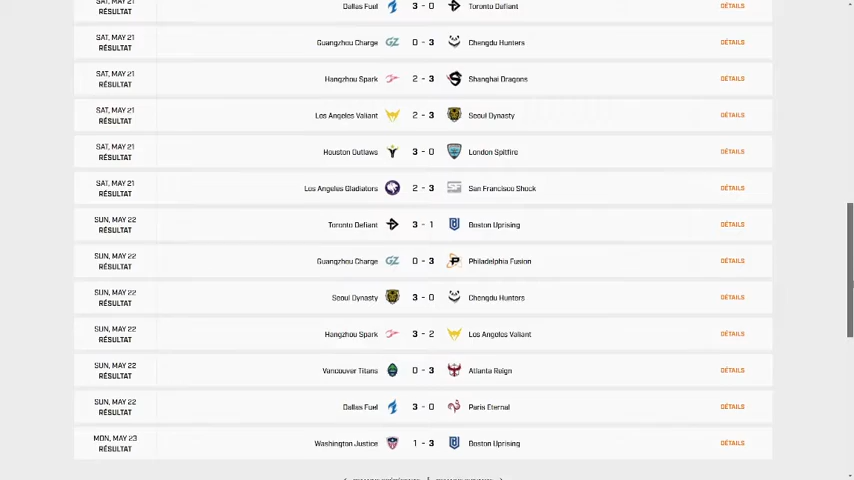 SAT, MAY 21
RÉSULTAT
Dallas Fuel 3 - 0 Toronto Defiant DÉTAILS
SAT, MAY 21
RÉSULTAT
Guangzhou Charge GZ 0 - 3 Chengdu Hunters DÉTAILS
SAT, MAY 21
RÉSULTAT
Hangzhou Spark 2 - 3 Shanghai Dragons DÉTAILS
SAT, MAY 21
RÉSULTAT
Los Angeles Valiant 2 - 3 Seoul Dynasty DÉTAILS
SAT, MAY 21
RÉSULTAT
Houston Outlaws 3 - 0 London Spitfire DÉTAILS
SAT, MAY 21
RÉSULTAT
Los Angeles Gladiators 2 - 3 SF San Francisco Shock DÉTAILS
SUN, MAY 22
RÉSULTAT
Toronto Defiant 3 - 1 Boston Uprising DÉTAILS
SUN, MAY 22
RÉSULTAT
Guangzhou Charge GZ 0 - 3 Philadelphia Fusion DÉTAILS
SUN, MAY 22
RÉSULTAT
Seoul Dynasty 3 - 0 Chengdu Hunters DÉTAILS
SUN, MAY 22
RÉSULTAT
Hangzhou Spark 3 - 2 Los Angeles Valiant DÉTAILS
SUN, MAY 22
RÉSULTAT
Vancouver Titans 0 - 3 Atlanta Reign DÉTAILS
SUN, MAY 22
RÉSULTAT
Dallas Fuel 3 - 0 Paris Eternal DÉTAILS
MON, MAY 23
RÉSULTAT
Washington Justice 1 - 3 Boston Uprising DÉTAILS